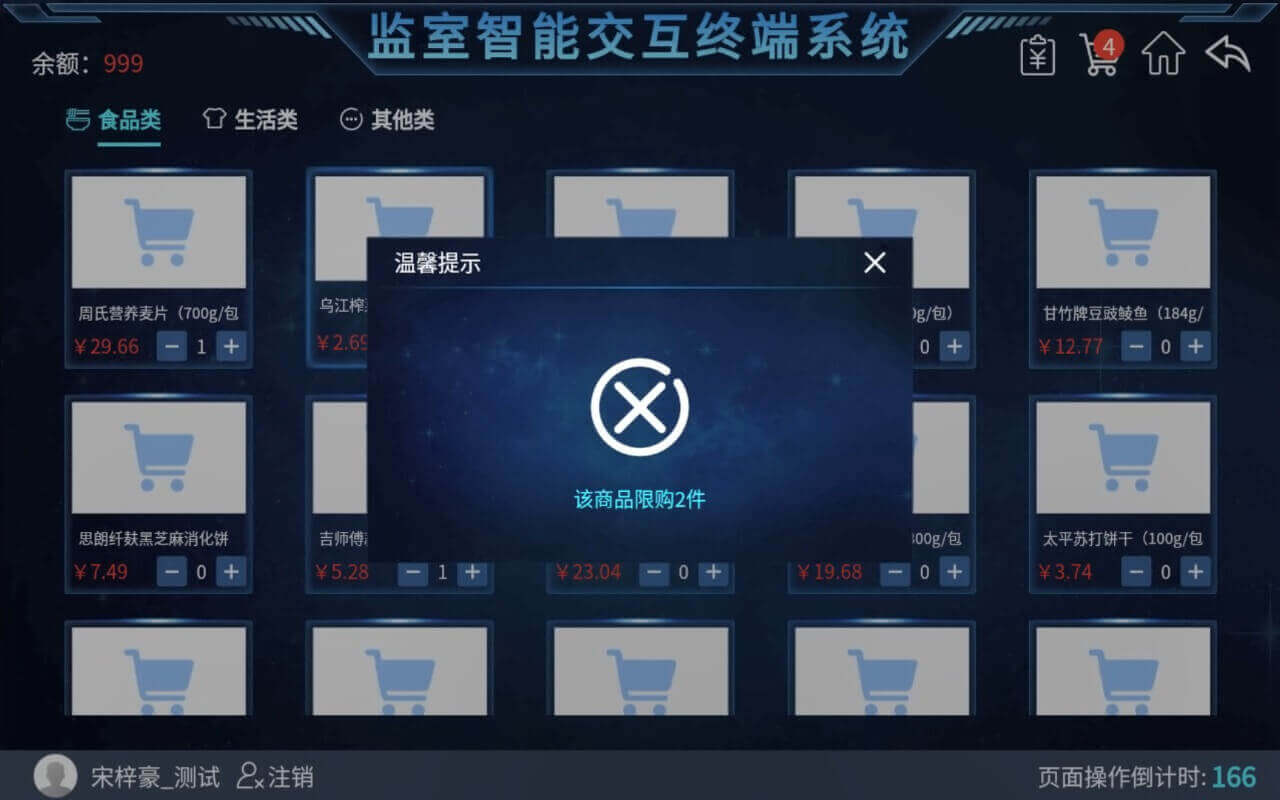 监室智能交互终端系统
余额：999
4
食品类
生活类
其他类
周氏营养麦片（700g/包
￥29.66
1
乌江榨
￥2.69
g/包）
0
甘竹牌豆豉鲮鱼（184g/
￥12.77
0
温馨提示
该商品限购2件
思朗纤麸黑芝麻消化饼
￥7.49
0
吉师傅
￥5.28
1
￥23.04
0
00g/包
￥19.68
0
太平苏打饼干（100g/包
￥3.74
0
宋梓豪_测试
注销
页面操作倒计时:166